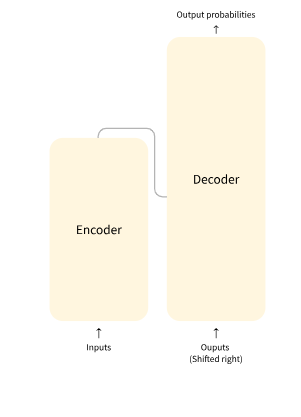 Output probabilities
Decoder
Encoder
Inputs
Ouputs
(Shifted right)